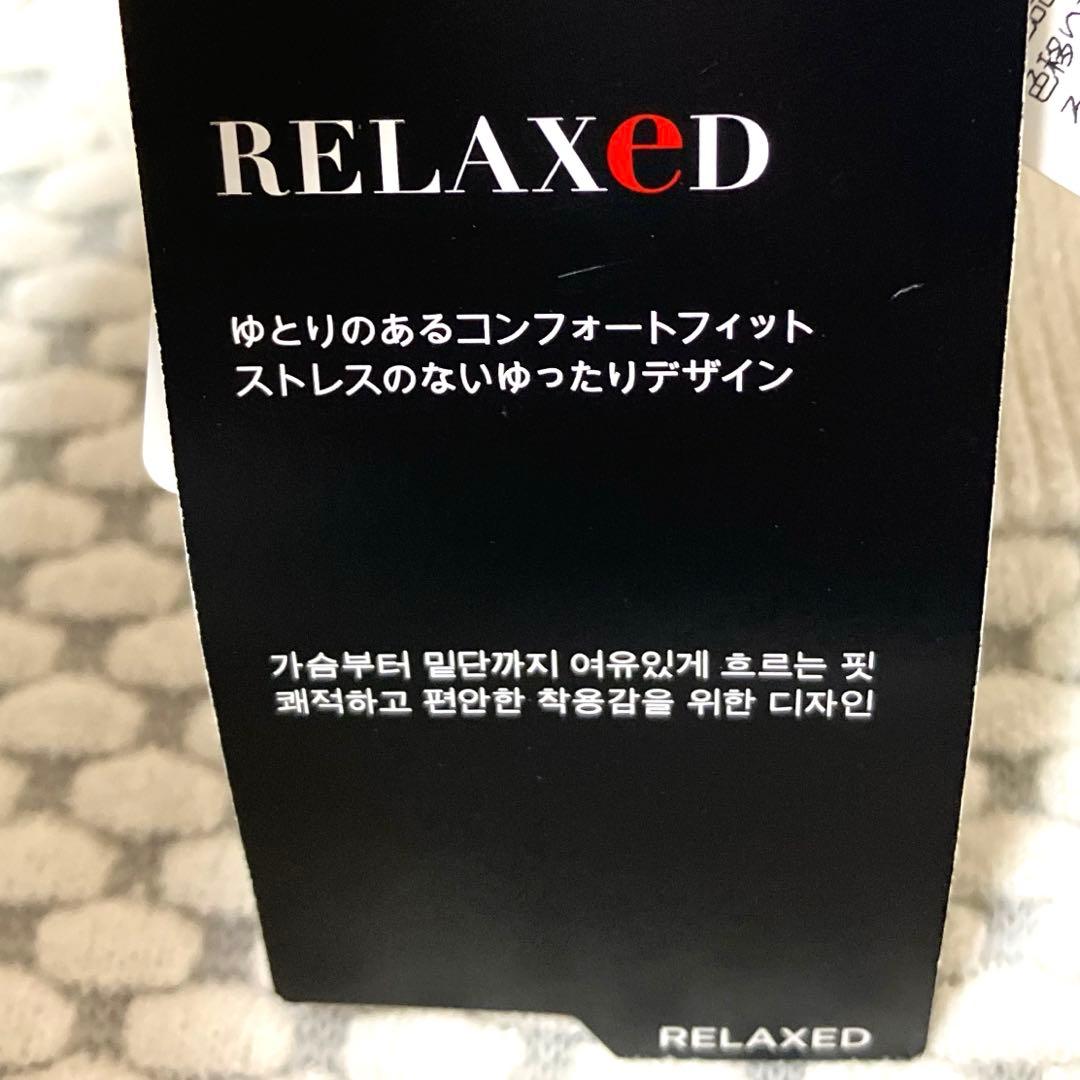 RELAXeD
ゆとりのあるコンフォートフィット
ストレスのないゆったりデザイン
가슴부터 밑단까지 여유있게 흐르는 핏
쾌적하고 편안한 착용감을 위한 디자인
RELAXED
色移い